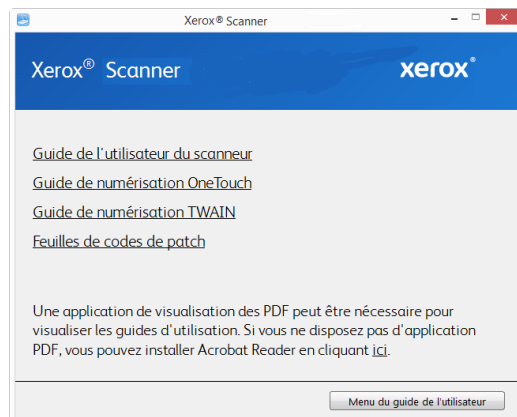 Xerox® Scanner
Xerox® Scanner
xerox®
Guide de l'utilisateur du scanneur
Guide de numérisation OneTouch
Guide de numérisation TWAIN
Feuilles de codes de patch
Une application de visualisation des PDF peut être nécessaire pour
visualiser les guides d'utilisation. Si vous ne disposez pas d'application
PDF, vous pouvez installer Acrobat Reader en cliquant ici.
Menu du guide de l'utilisateur